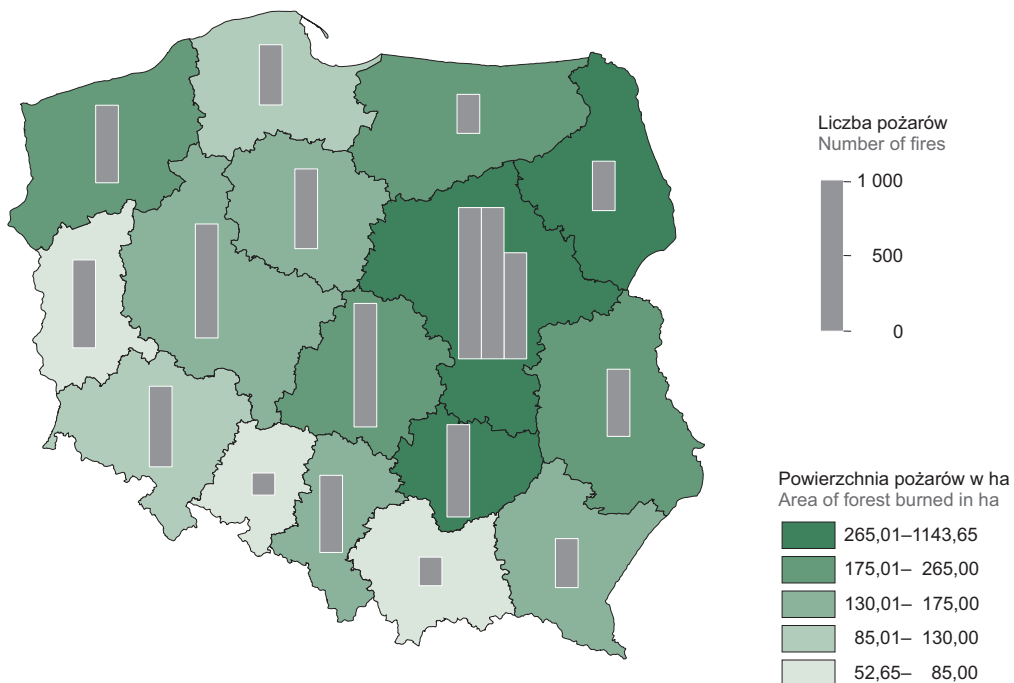 Liczba pożarów
Number of fires
1 000
500
0
Powierzchnia pożarów w ha
Area of forest burned in ha
265,01–1143,65
175,01– 265,00
130,01– 175,00
85,01– 130,00
52,65– 85,00